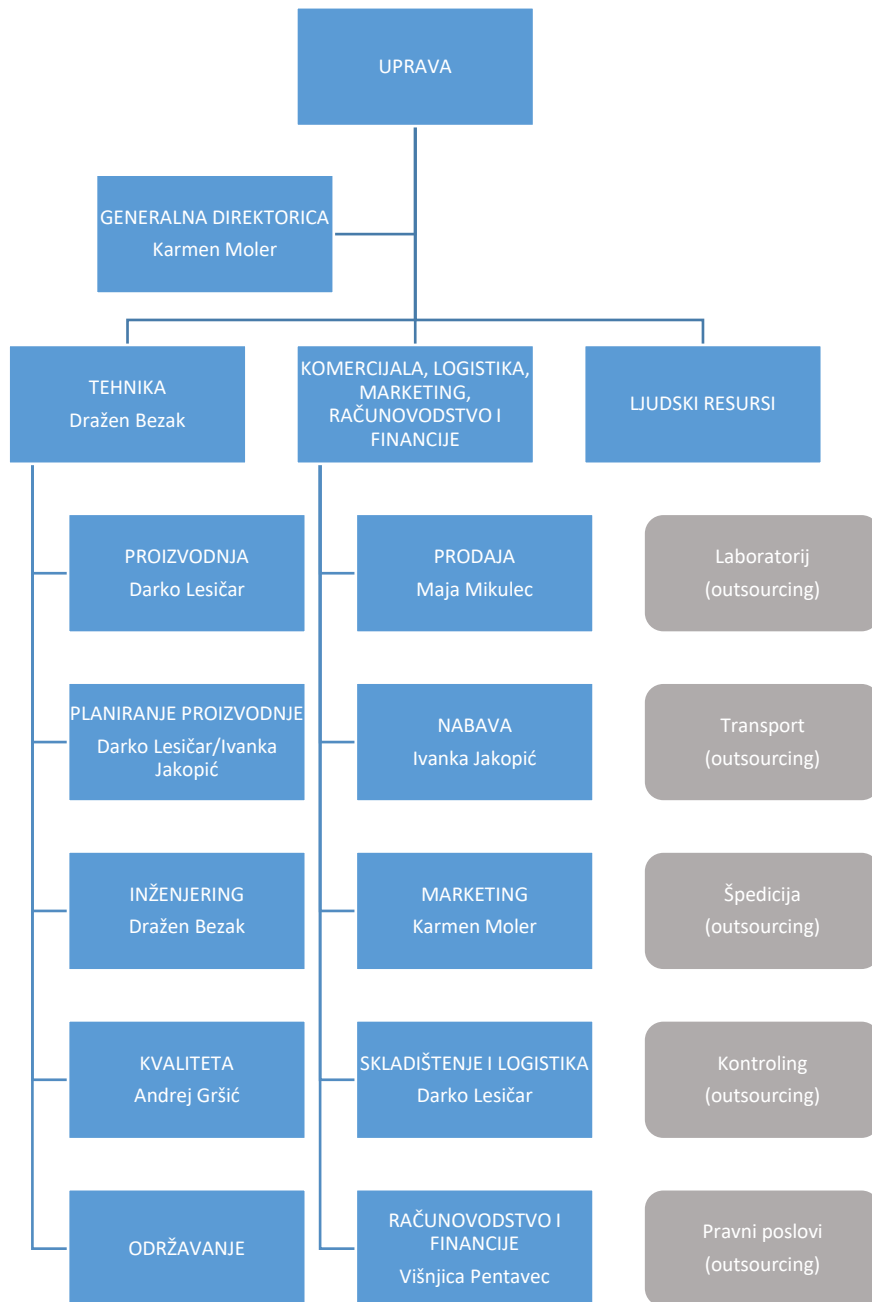 UPRAVA
GENERALNA DIREKTORICA
Karmen Moler
TEHNIKA
Dražen Bezak
KOMERCIJALA, LOGISTIKA,
MARKETING,
RAČUNOVODSTVO I
FINANCIJE
LJUDSKI RESURSI
PROIZVODNJA
Darko Lesičar
PRODAJA
Maja Mikulec
Laboratorij
(outsourcing)
PLANIRANJE PROIZVODNJE
Darko Lesičar/Ivanka
Jakopić
NABAVA
Ivanka Jakopić
Transport
(outsourcing)
INŽENJERING
Dražen Bezak
MARKETING
Karmen Moler
Špedicija
(outsourcing)
KVALITETA
Andrej Gršić
SKLADIŠTENJE I LOGISTIKA
Darko Lesičar
Kontroling
(outsourcing)
ODRŽAVANJE
RAČUNOVODSTVO I
FINANCIJE
Višnjica Pentavec
Pravni poslovi
(outsourcing)